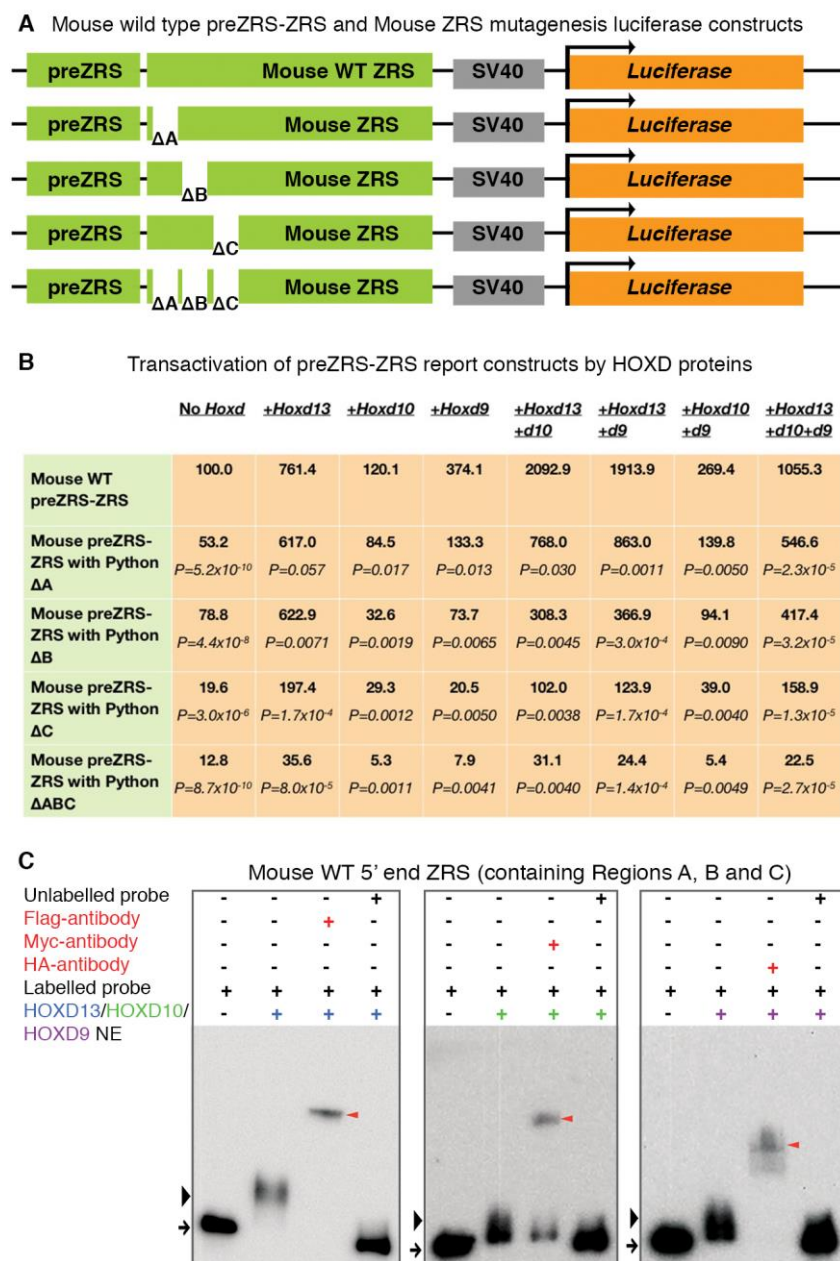 A Mouse wild type preZRS-ZRS and Mouse ZRS mutagenesis luciferase constructs
preZRS Mouse WT ZRS SV40 Luciferase
preZRS ΔA Mouse ZRS SV40 Luciferase
preZRS ΔB Mouse ZRS SV40 Luciferase
preZRS ΔC Mouse ZRS SV40 Luciferase
preZRS ΔA ΔB ΔC Mouse ZRS SV40 Luciferase
B Transactivation of preZRS-ZRS report constructs by HOXD proteins
No Hoxd +Hoxd13 +Hoxd10 +Hoxd9 +Hoxd13 +Hoxd13 +Hoxd10 +Hoxd13
+d10 +d9 +d9 +d10+d9
Mouse WT 100.0 761.4 120.1 374.1 2092.9 1913.9 269.4 1055.3
preZRS-ZRS
Mouse preZRS- 53.2 617.0 84.5 133.3 768.0 863.0 139.8 546.6
ZRS with Python P=5.2x10-10 P=0.057 P=0.017 P=0.013 P=0.030 P=0.0011 P=0.0050 P=2.3x10-5
ΔA
Mouse preZRS- 78.8 622.9 32.6 73.7 308.3 366.9 94.1 417.4
ZRS with Python P=4.4x10-8 P=0.0071 P=0.0019 P=0.0065 P=0.0045 P=3.0x10-4 P=0.0090 P=3.2x10-5
ΔB
Mouse preZRS- 19.6 197.4 29.3 20.5 102.0 123.9 39.0 158.9
ZRS with Python P=3.0x10-6 P=1.7x10-4 P=0.0012 P=0.0050 P=0.0038 P=1.7x10-4 P=0.0040 P=1.3x10-5
ΔC
Mouse preZRS- 12.8 35.6 5.3 7.9 31.1 24.4 5.4 22.5
ZRS with Python P=8.7x10-10 P=8.0x10-5 P=0.0011 P=0.0041 P=0.0040 P=1.4x10-4 P=0.0049 P=2.7x10-5
ΔABC
C Mouse WT 5' end ZRS (containing Regions A, B and C)
Unlabelled probe - - - + - - - + - - - +
Flag-antibody - - + - - - - - - - - -
Myc-antibody - - - - - - + - - - - -
HA-antibody - - - - - - - - - - + -
Labelled probe + + + + + + + + + + + +
HOXD13/HOXD10/ - + + + - + + + - + + +
HOXD9 NE